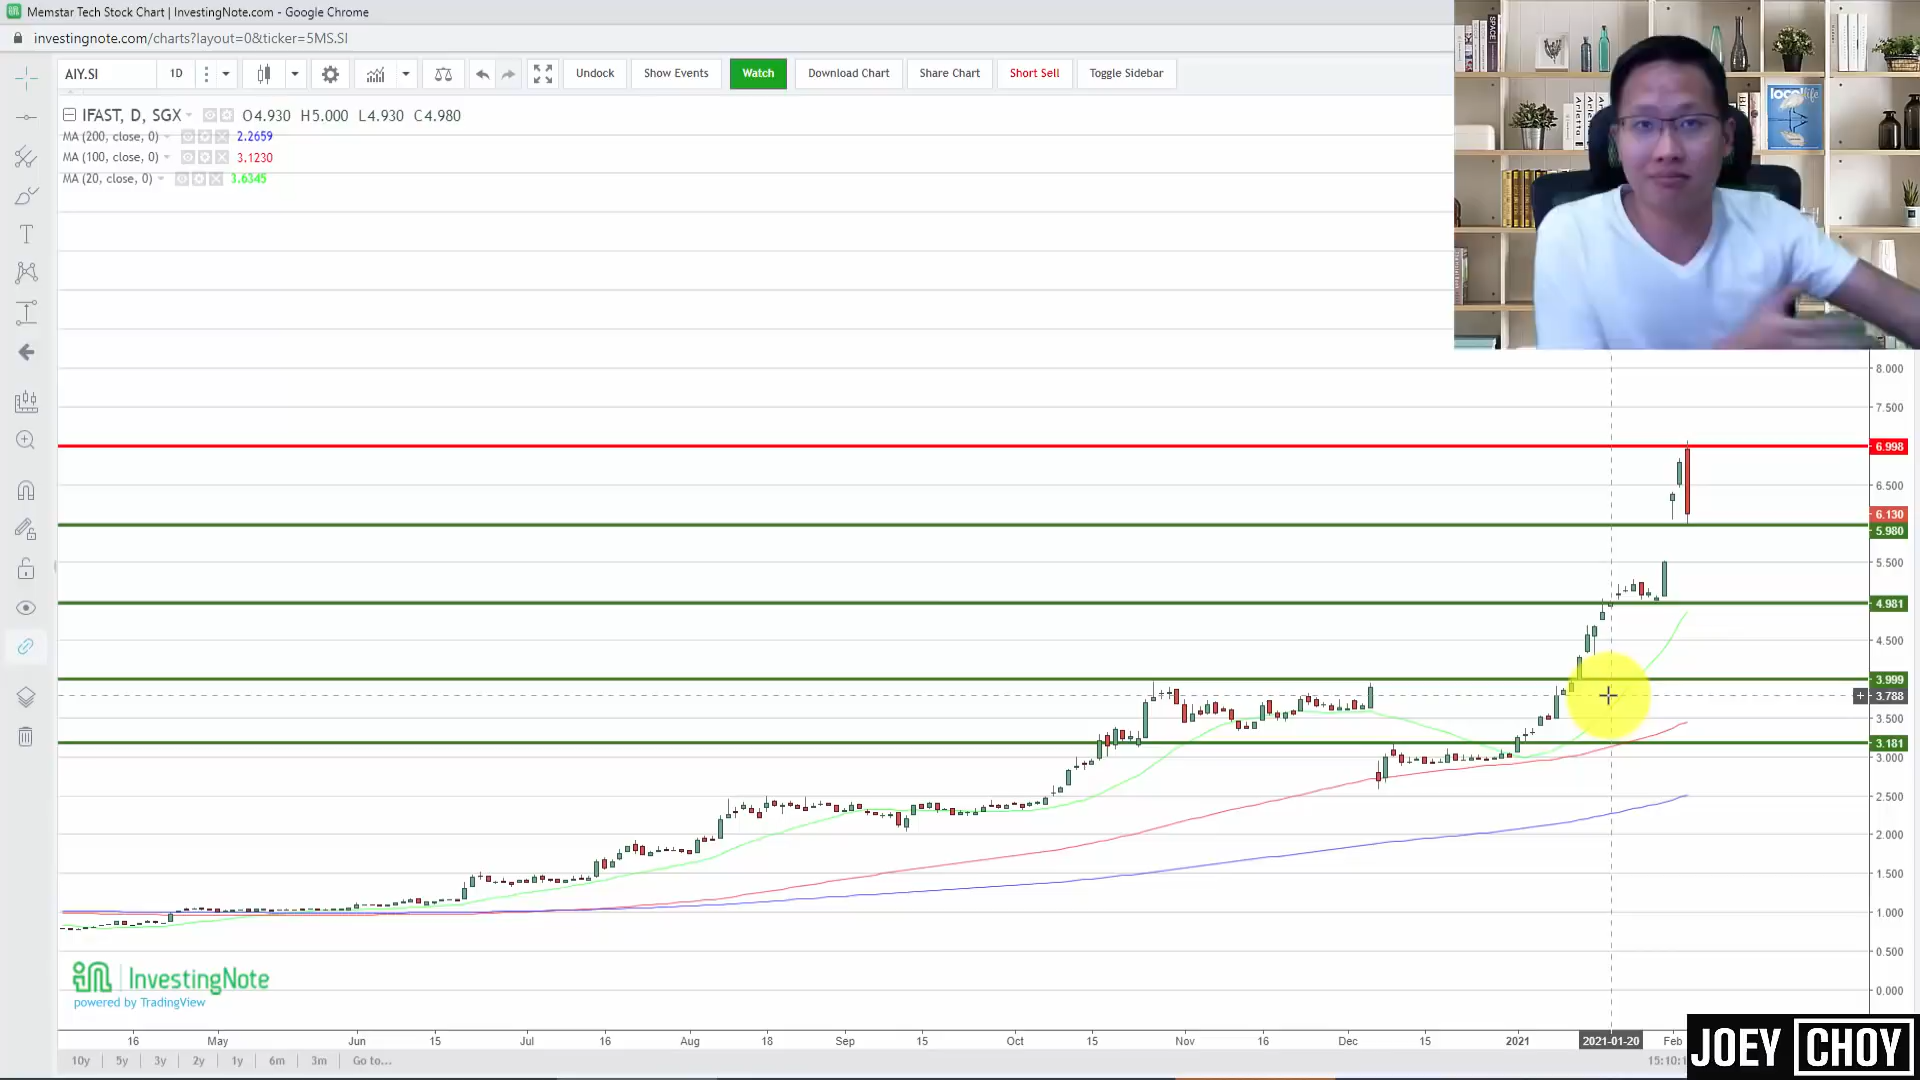 Memstar Tech Stock Chart | InvestingNote.com - Google Chrome
investingnote.com/charts?layout=0&ticker=5MS.SI
AIY.SI 1D Undock Show Events Watch Download Chart Share Chart Short Sell Toggle Sidebar
IFAST, D, SGX O4.930 H5.000 L4.930 C4.980
MA (200, close, 0) 2.2659
MA (100, close, 0) 3.1230
MA (20, close, 0) 3.6345
SPACE
local life
Arletta
8.000
7.500
6.998
6.500
6.130
5.980
5.500
4.981
4.500
3.999
3.788
3.500
3.181
3.000
2.500
2.000
1.500
1.000
0.500
0.000
InvestingNote
powered by TradingView
16 May Jun 15 Jul 16 Aug 18 Sep 15 Oct 15 Nov 16 Dec 15 2021 2021-01-20 Feb
10y 5y 3y 2y 1y 6m 3m Go to... 15:10:1
JOEY CHOY